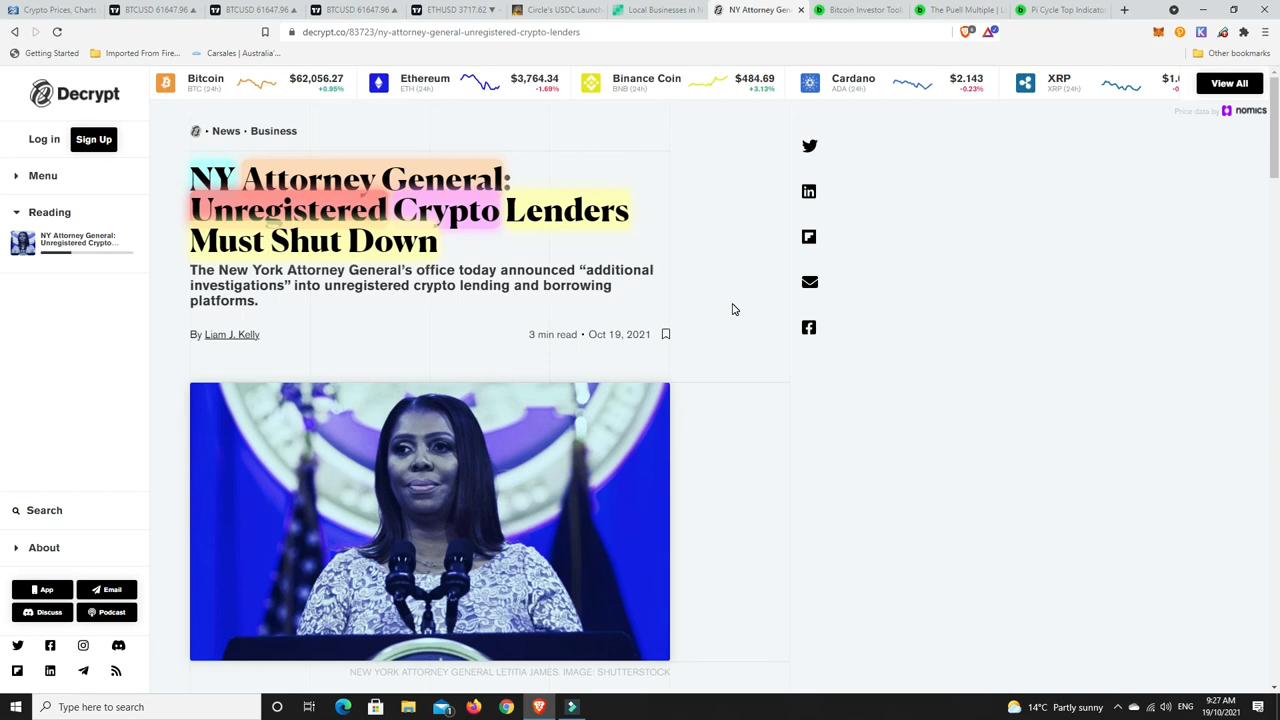 Crypto Prices, Charts
BTCUSD 61647.96 ▲
BTCUSD 61647.96 ▲
BTCUSD 61647.96 ▲
ETHUSD 3717.62 ▼
Circle's USDC Launch
Local Businesses in N
NY Attorney Gen
Bitcoin Investor Tool:
The Puell Multiple | L
Pi Cycle Top Indicato
decrypt.co/83723/ny-attorney-general-unregistered-crypto-lenders
Getting Started
Imported From Fire...
Carsales | Australia'...
Other bookmarks
Decrypt
Bitcoin
BTC (24h)
$62,056.27
+0.95%
Ethereum
ETH (24h)
$3,764.34
-1.69%
Binance Coin
BNB (24h)
$484.69
+3.13%
Cardano
ADA (24h)
$2.143
-0.23%
XRP
XRP (24h)
View All
Price data by nomics
Log in
Sign Up
Menu
Reading
NY Attorney General:
Unregistered Crypto...
News • Business
NY Attorney General:
Unregistered Crypto Lenders
Must Shut Down
The New York Attorney General's office today announced “additional
investigations” into unregistered crypto lending and borrowing
platforms.
By Liam J. Kelly
3 min read • Oct 19, 2021
NEW YORK ATTORNEY GENERAL LETITIA JAMES. IMAGE: SHUTTERSTOCK
Search
About
App
Email
Discuss
Podcast
Type here to search
14°C Partly sunny
ENG
9:27 AM
19/10/2021